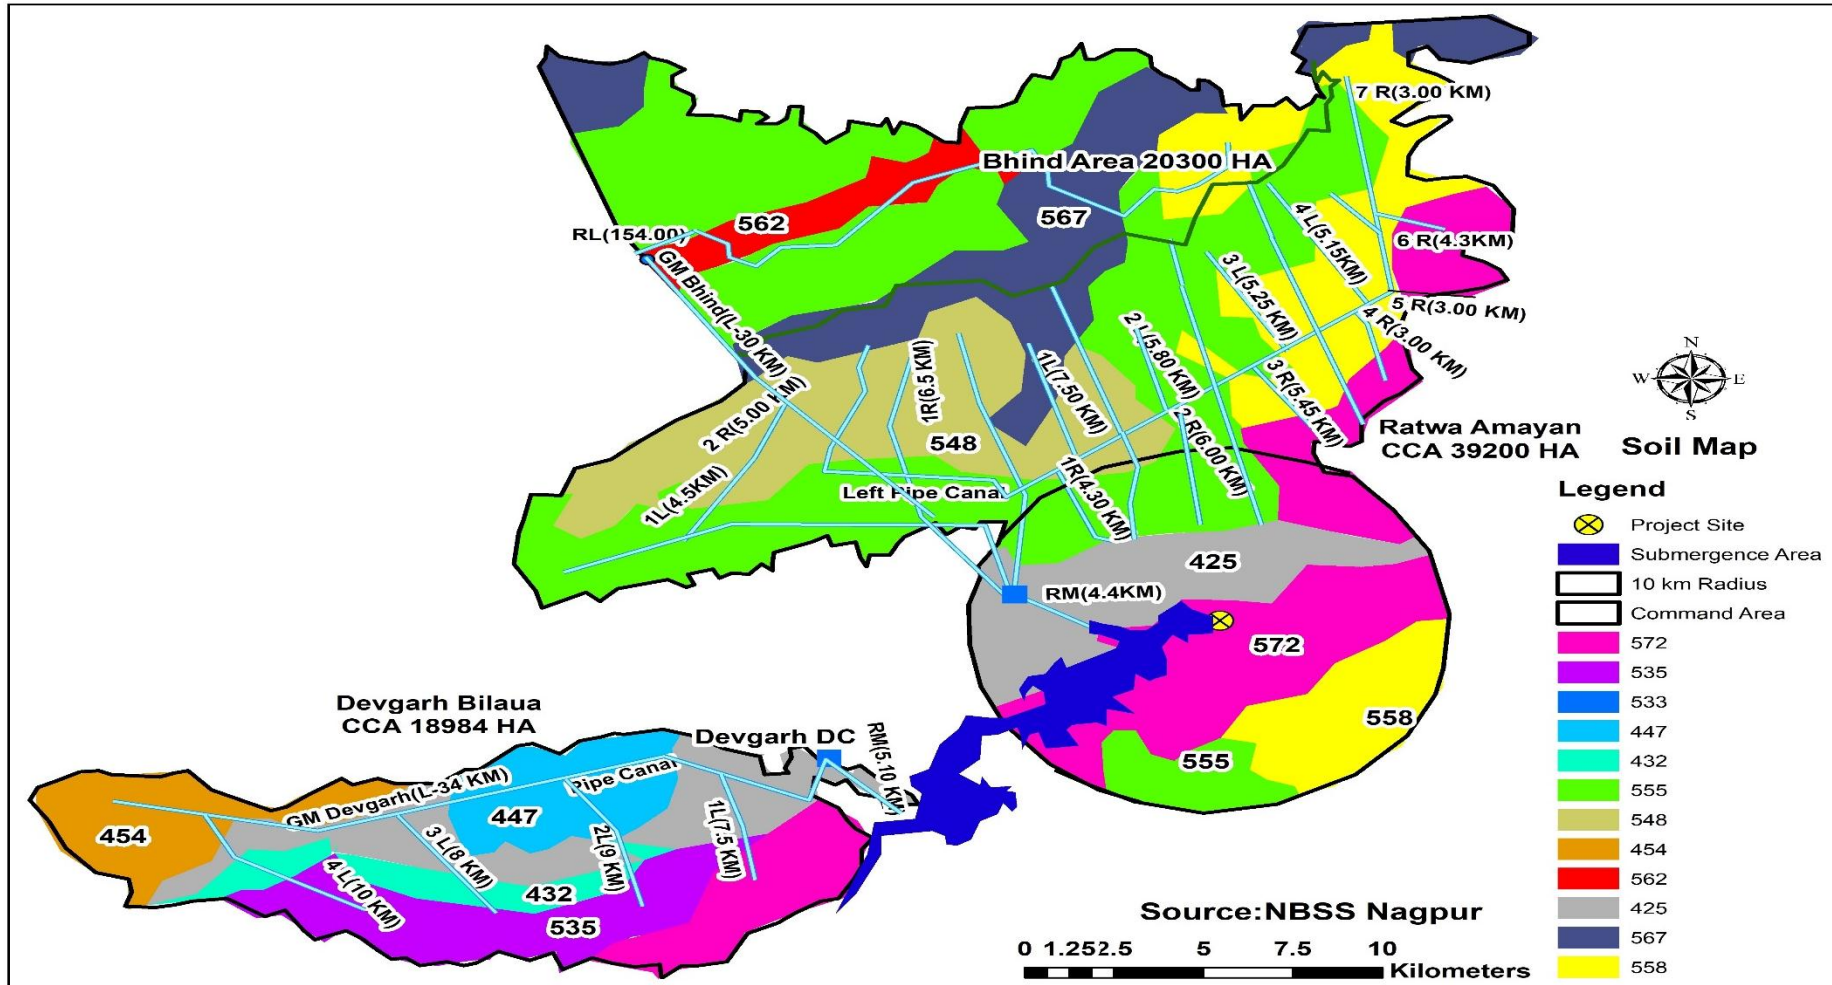 7 R(3.00 KM)
Bhind Area 20300 HA
562
567
RL(154.00)
4 L(5.15KM)
6 R(4.3KM)
3 L(5.25 KM)
GM Bhind(L-30 KM)
5 R(3.00 KM)
4 R(3.00 KM)
2 L(5.80 KM)
1R(6.5 KM)
1L(7.50 KM)
3 R(5.45 KM)
2 R(5.00 KM)
2 R(6.00 KM)
548
Ratwa Amayan
CCA 39200 HA
1L(4.5KM)
Left Pipe Canal
1R(4.30 KM)
425
RM(4.4KM)
572
558
555
Devgarh Bilaua
CCA 18984 HA
Devgarh DC
RM(5.10 KM)
GM Devgarh(L-34 KM)
Pipe Canal
447
454
3 L(8 KM)
2L(9 KM)
1L(7.5 KM)
4 L(10 KM)
432
535
N
W
E
S
Soil Map
Legend
Project Site
Submergence Area
10 km Radius
Command Area
572
535
533
447
432
555
548
454
562
425
567
558
Source:NBSS Nagpur
0 1.25 2.5 5 7.5 10
Kilometers